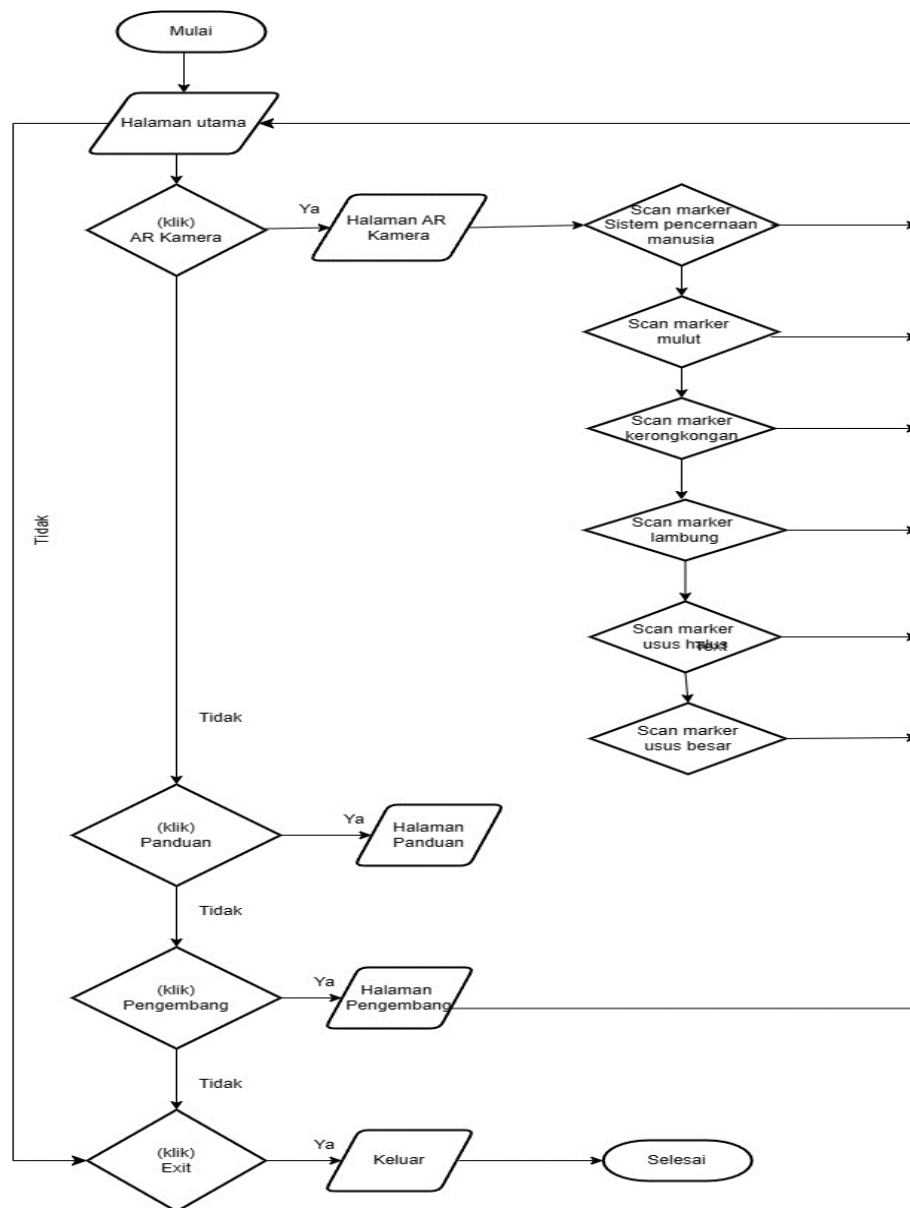 Mulai
Halaman utama
(klik)
AR Kamera
Ya
Halaman AR
Kamera
Scan marker
Sistem pencernaan
manusia
Scan marker
mulut
Scan marker
kerongkongan
Scan marker
lambung
Scan marker
usus halus
Text
Scan marker
usus besar
Tidak
Tidak
(klik)
Panduan
Ya
Halaman
Panduan
Tidak
(klik)
Pengembang
Ya
Halaman
Pengembang
Tidak
(klik)
Exit
Ya
Keluar
Selesai